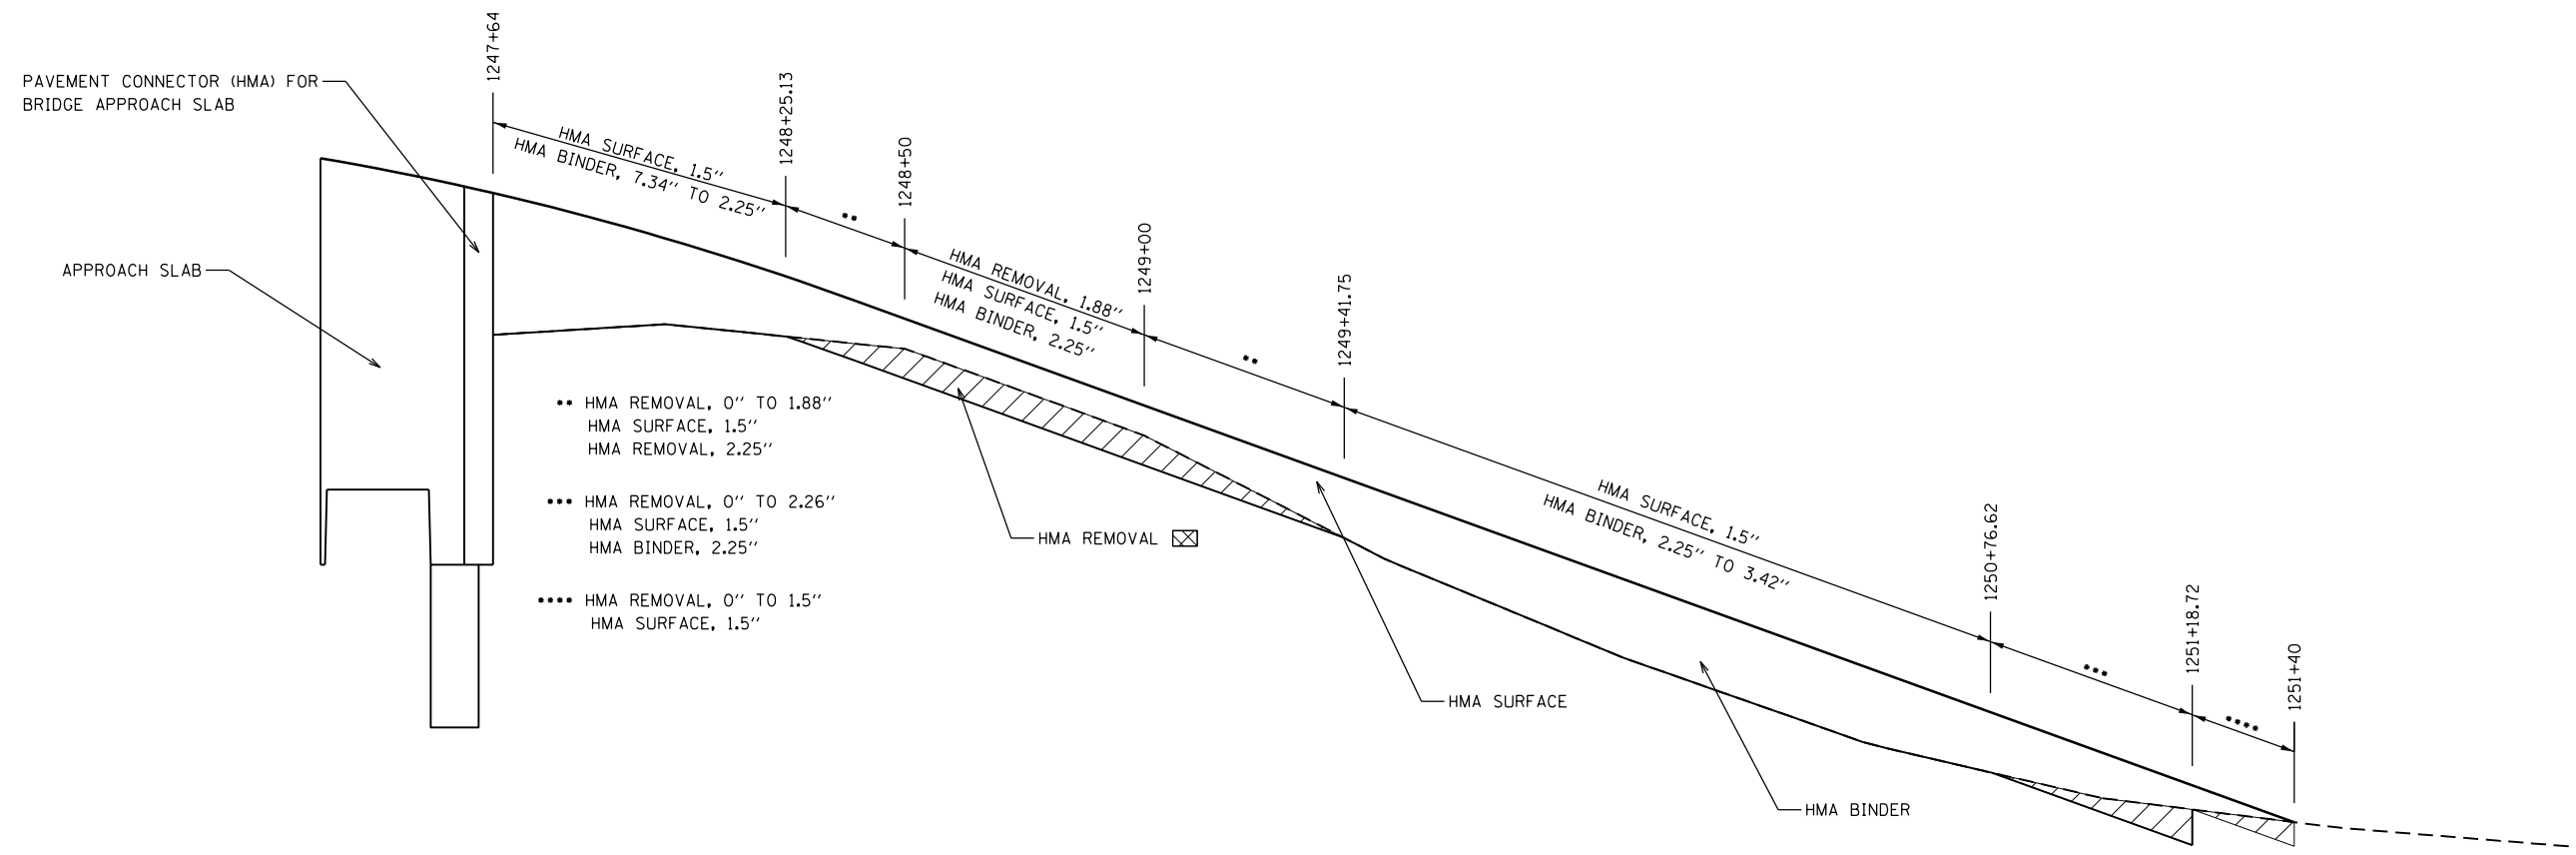 1247+64
PAVEMENT CONNECTOR (HMA) FOR
BRIDGE APPROACH SLAB
1248+25.13
HMA SURFACE, 1.5"
HMA BINDER, 7.34" TO 2.25"
1248+50
**
APPROACH SLAB
HMA REMOVAL, 1.88"
HMA SURFACE, 1.5"
HMA BINDER, 2.25"
1249+00
1249+41.75
**
** HMA REMOVAL, 0" TO 1.88"
HMA SURFACE, 1.5"
HMA REMOVAL, 2.25"
*** HMA REMOVAL, 0" TO 2.26"
HMA SURFACE, 1.5"
HMA BINDER, 2.25"
**** HMA REMOVAL, 0" TO 1.5"
HMA SURFACE, 1.5"
HMA REMOVAL
HMA SURFACE, 1.5"
HMA BINDER, 2.25" TO 3.42"
1250+76.62
1251+18.72
***
1251+40
****
HMA SURFACE
HMA BINDER